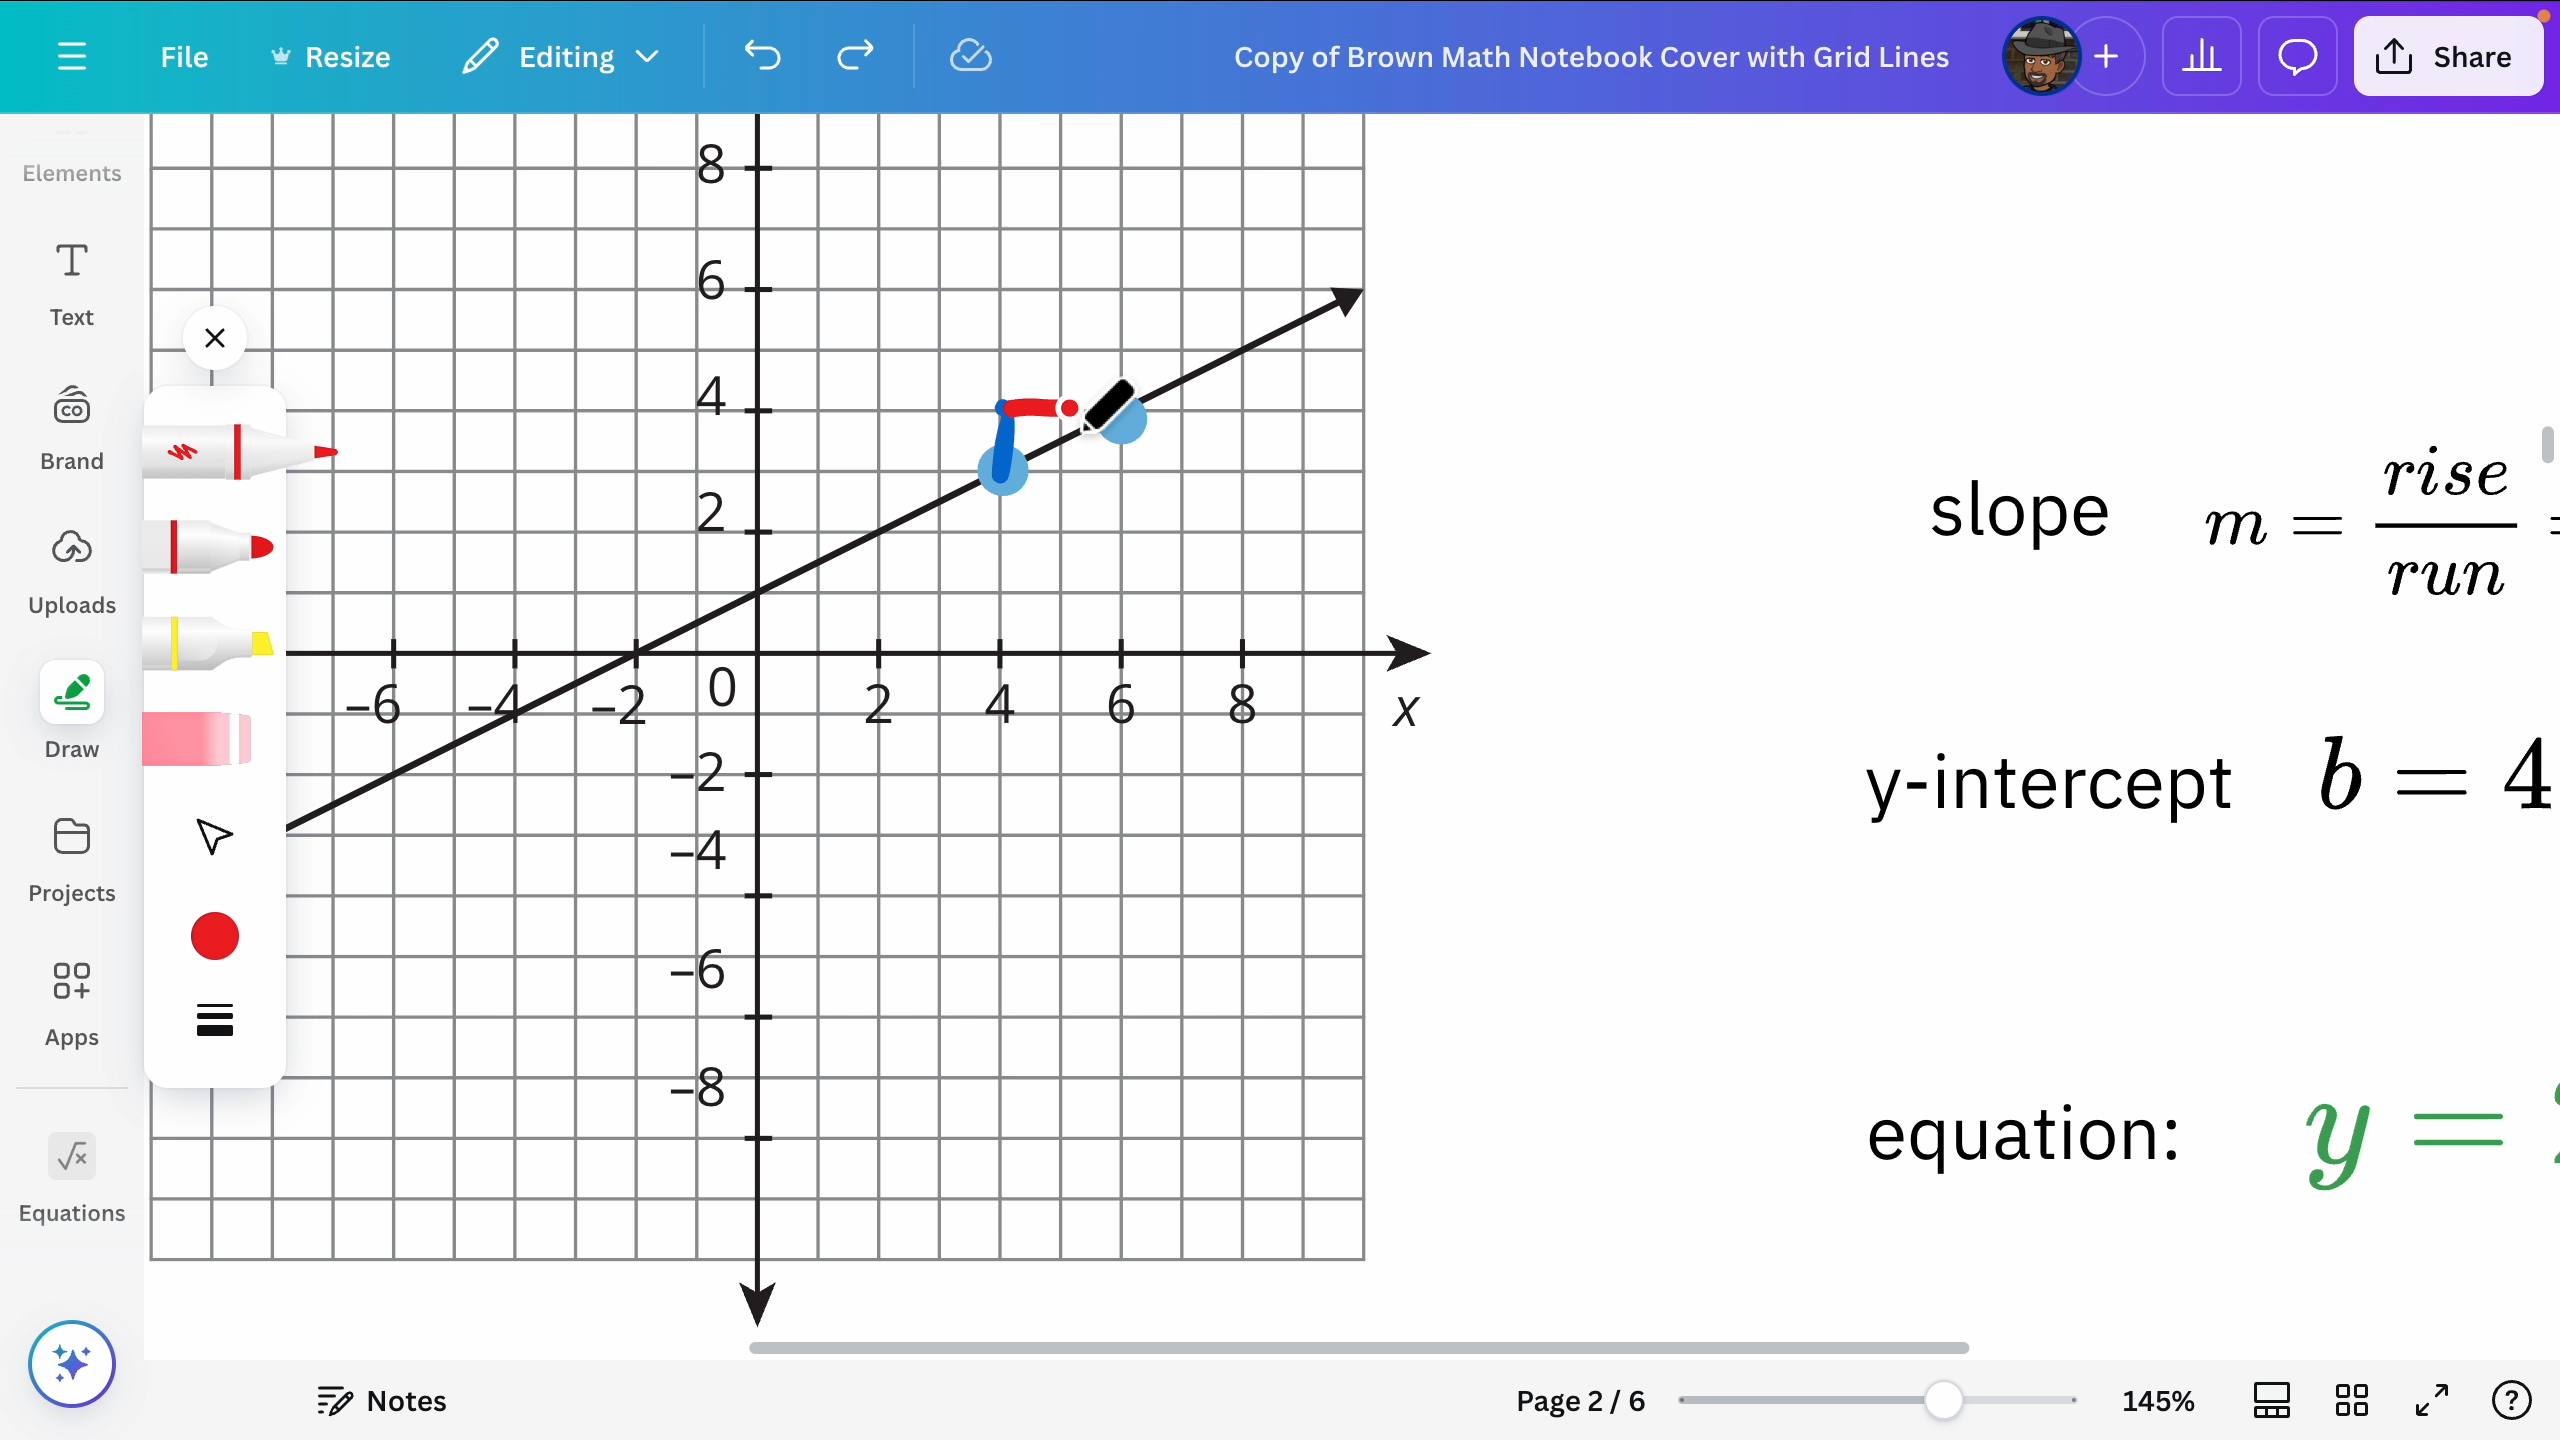 File
Resize
Editing
Copy of Brown Math Notebook Cover with Grid Lines
Share
Elements
Text
CO
Brand
Uploads
Draw
Projects
Apps
√x
Equations
8
6
4
2
0
−6 −4 −2 2 4 6 8
x
−2
−4
−6
−8
slope m = rise/run =
y-intercept b = 4
equation: y =
Notes
Page 2 / 6
145%
?